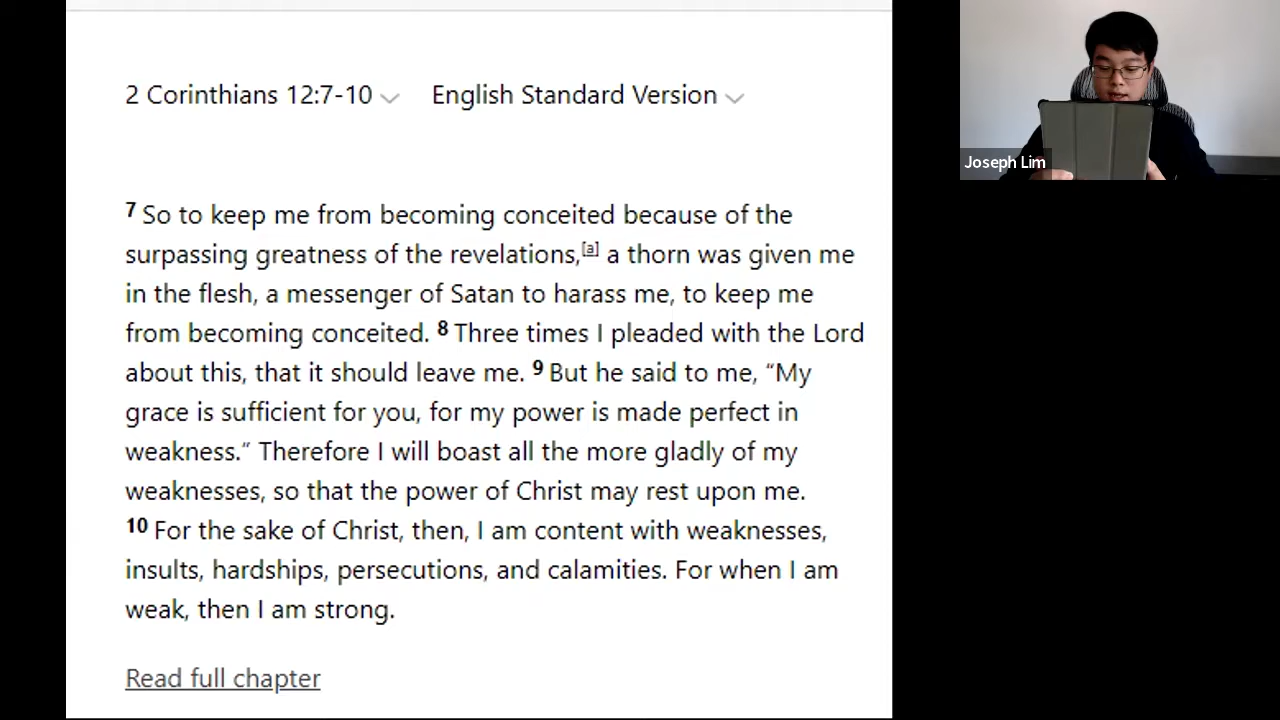 2 Corinthians 12:7-10 English Standard Version
Joseph Lim
7 So to keep me from becoming conceited because of the
surpassing greatness of the revelations,[a] a thorn was given me
in the flesh, a messenger of Satan to harass me, to keep me
from becoming conceited. 8 Three times I pleaded with the Lord
about this, that it should leave me. 9 But he said to me, “My
grace is sufficient for you, for my power is made perfect in
weakness.” Therefore I will boast all the more gladly of my
weaknesses, so that the power of Christ may rest upon me.
10 For the sake of Christ, then, I am content with weaknesses,
insults, hardships, persecutions, and calamities. For when I am
weak, then I am strong.
Read full chapter